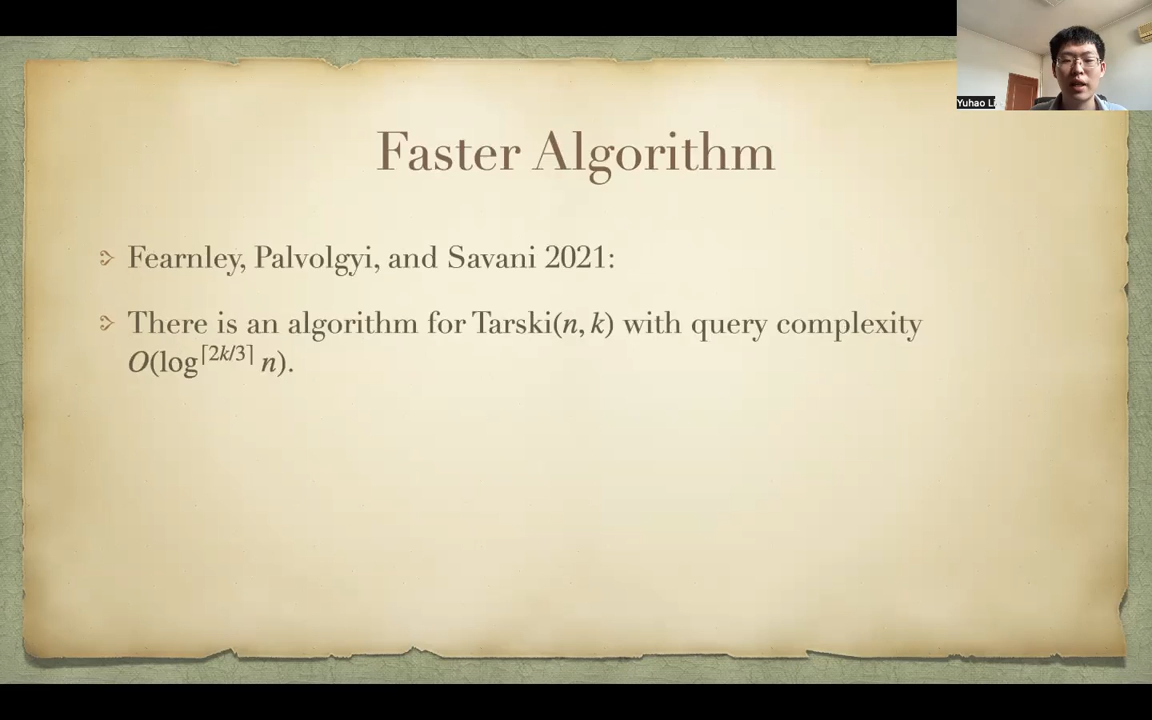 Yuhao Li
Faster Algorithm
Fearnley, Palvolgyi, and Savani 2021:
There is an algorithm for Tarski(n, k) with query complexity
O(log^⌈2k/3⌉ n).